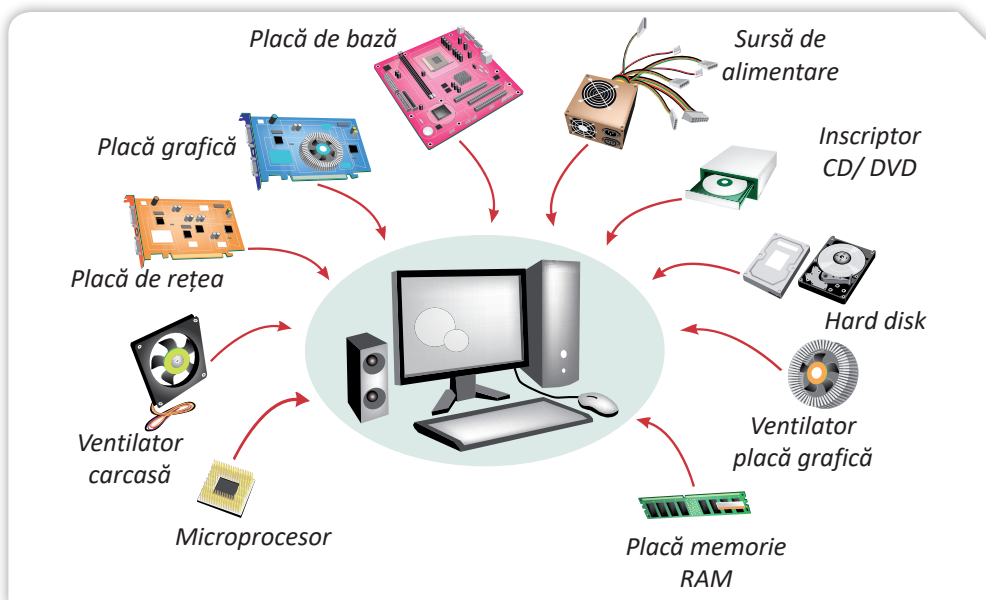 Placă de bază
Sursă de
alimentare
Placă grafică
Inscriptor
CD/ DVD
Placă de rețea
Hard disk
Ventilator
carcasă
Ventilator
placă grafică
Microprocesor
Placă memorie
RAM